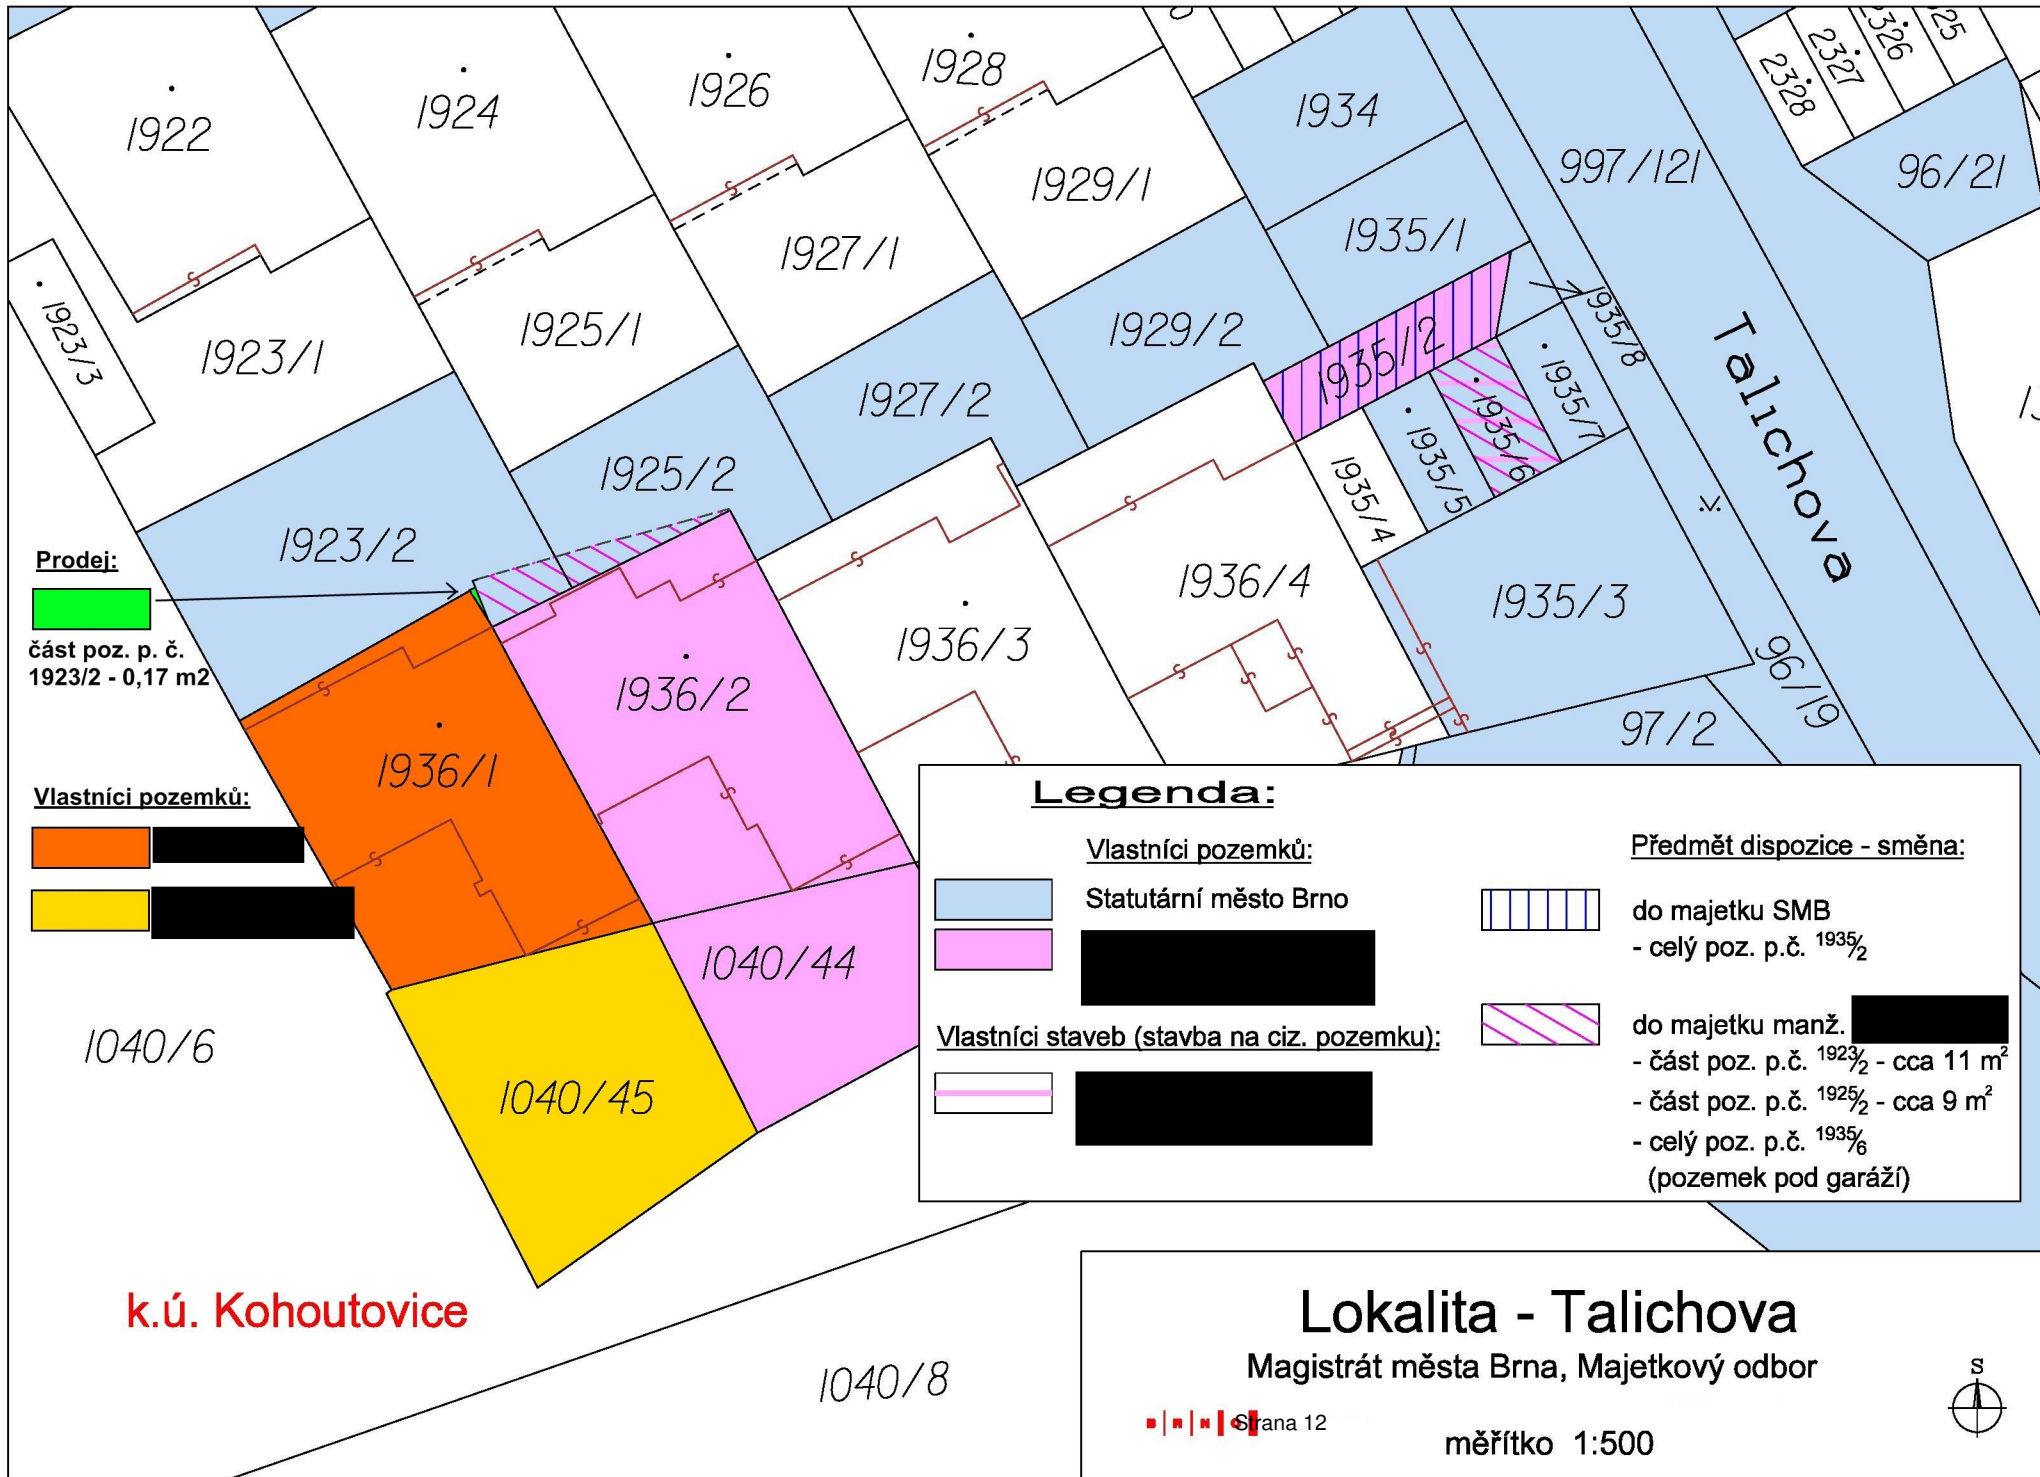 1922
1924
1926
1928
1934
997/121
2328
2327
2326
96/21
1923/3
1923/1
1925/1
1927/1
1929/1
1935/1
1935/8
1923/2
1925/2
1927/2
1929/2
1935/2
1935/4
1935/5
1935/6
1935/7
Talichova
1935/3
96/19
97/2
1936/1
1936/2
1936/3
1936/4
1040/6
1040/45
1040/44
1040/8
Prodej:
část poz. p. č.
1923/2 - 0,17 m2
Vlastníci pozemků:
Legenda:
Vlastníci pozemků:
Statutární město Brno
Vlastníci staveb (stavba na ciz. pozemku):
Předmět dispozice - směna:
do majetku SMB
- celý poz. p.č. 1935/2
do majetku manž.
- část poz. p.č. 1923/2 - cca 11 m²
- část poz. p.č. 1925/2 - cca 9 m²
- celý poz. p.č. 1935/6
(pozemek pod garáží)
k.ú. Kohoutovice
Lokalita - Talichova
Magistrát města Brna, Majetkový odbor
B R N O
Strana 12
měřítko 1:500
S